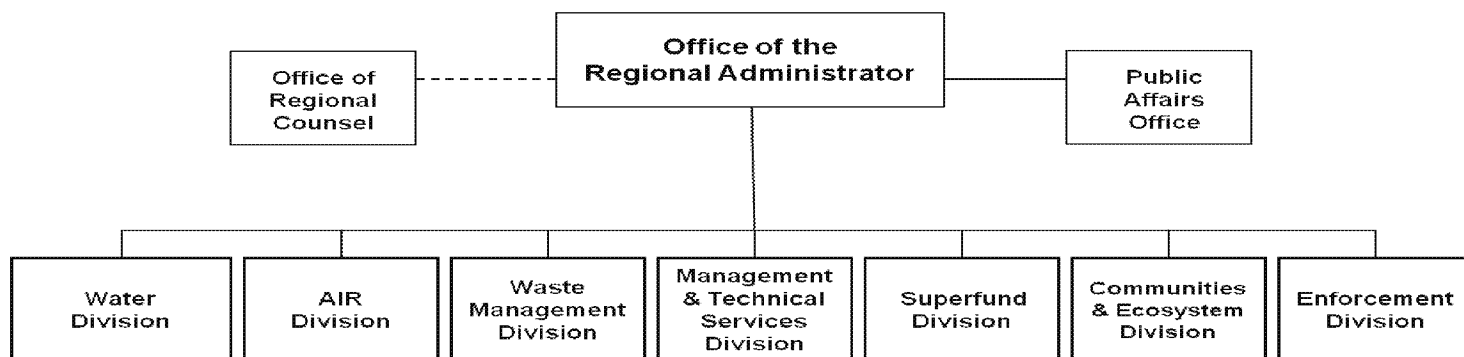 Office of the
Regional Administrator
Office of
Regional
Counsel
Public
Affairs
Office
Water
Division
AIR
Division
Waste
Management
Division
Management
& Technical
Services
Division
Superfund
Division
Communities
& Ecosystem
Division
Enforcement
Division